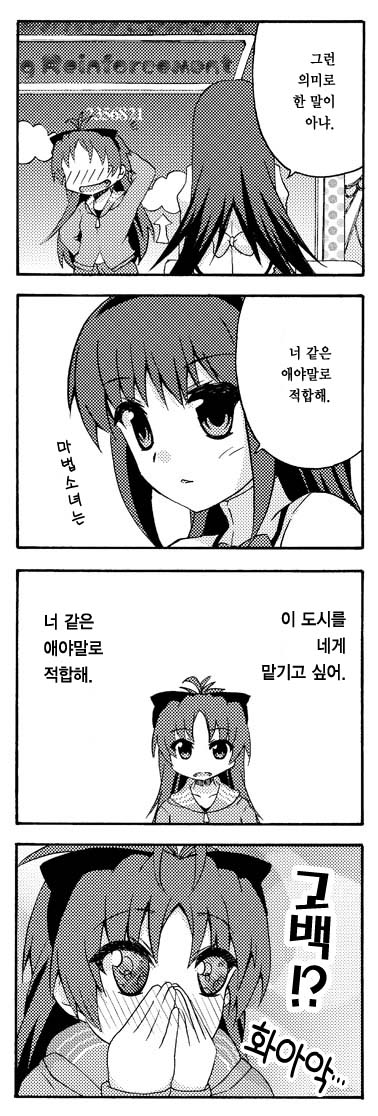 g Reinforcement
2356821
그런
의미로
한 말이
아냐.
너 같은
애야말로
적합해.
마법소녀는
이 도시를
네게
맡기고 싶어.
너 같은
애야말로
적합해.
고백?!
화아악…